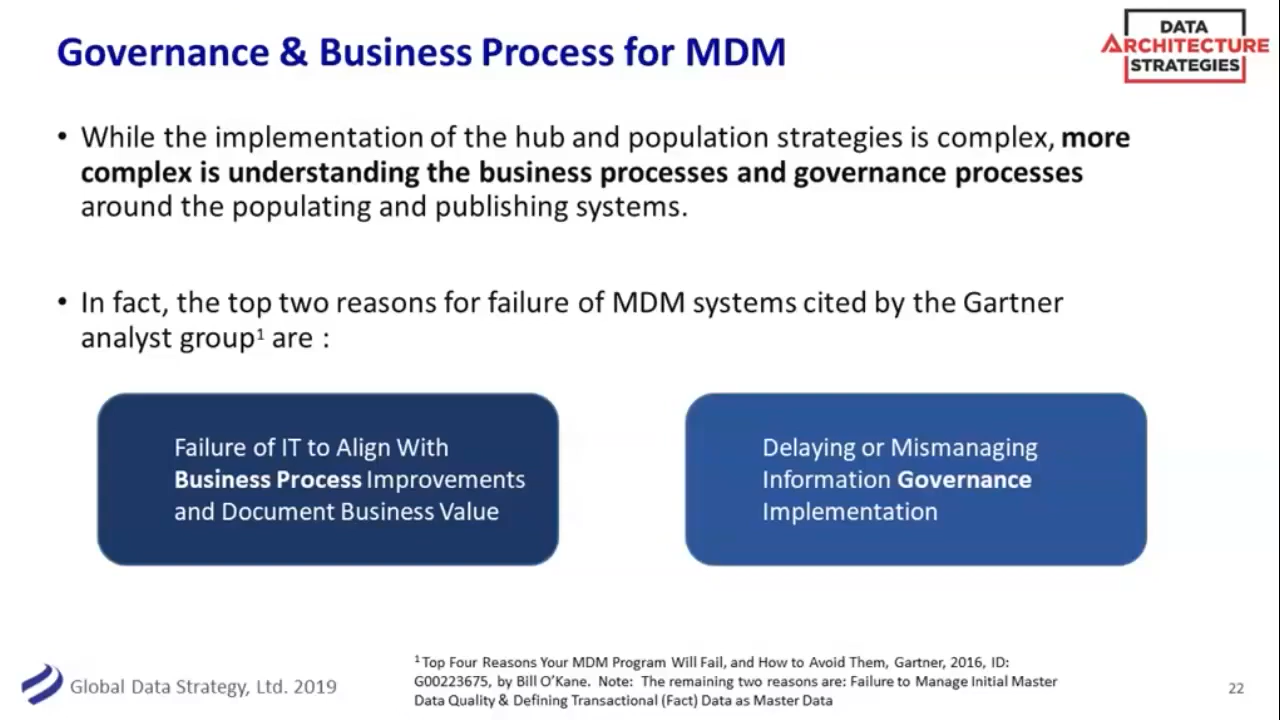 Governance & Business Process for MDM
DATA
ARCHITECTURE
STRATEGIES
• While the implementation of the hub and population strategies is complex, more
complex is understanding the business processes and governance processes
around the populating and publishing systems.
• In fact, the top two reasons for failure of MDM systems cited by the Gartner
analyst group¹ are :
Failure of IT to Align With
Business Process Improvements
and Document Business Value
Delaying or Mismanaging
Information Governance
Implementation
Global Data Strategy, Ltd. 2019
¹ Top Four Reasons Your MDM Program Will Fail, and How to Avoid Them, Gartner, 2016, ID:
G00223675, by Bill O’Kane. Note: The remaining two reasons are: Failure to Manage Initial Master
Data Quality & Defining Transactional (Fact) Data as Master Data
22